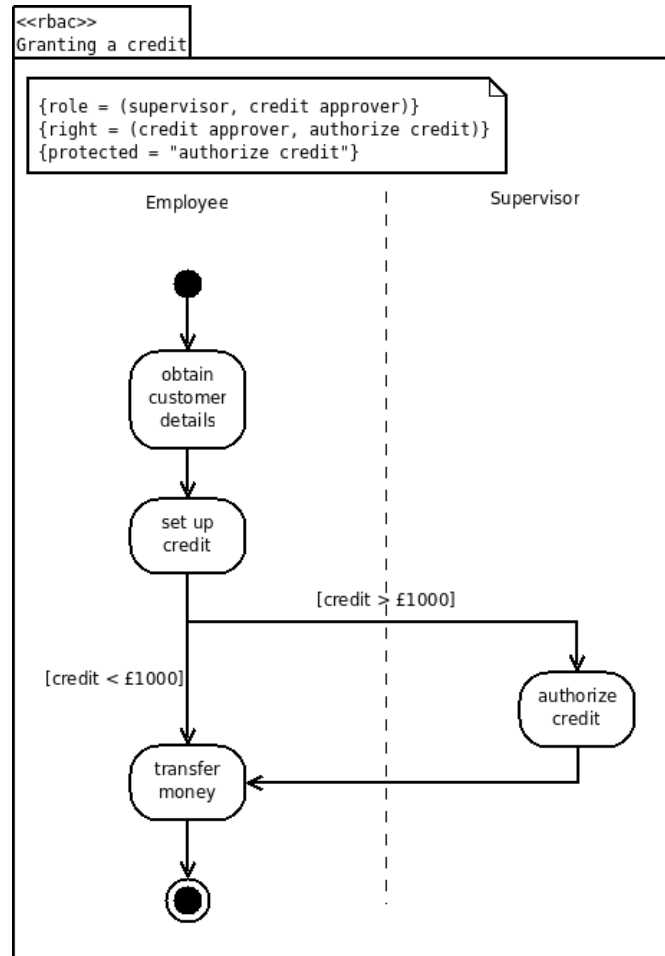 <<rbac>>
Granting a credit
{role = (supervisor, credit approver)}
{right = (credit approver, authorize credit)}
{protected = "authorize credit"}
Employee
Supervisor
obtain
customer
details
set up
credit
[credit > £1000]
[credit < £1000]
authorize
credit
transfer
money